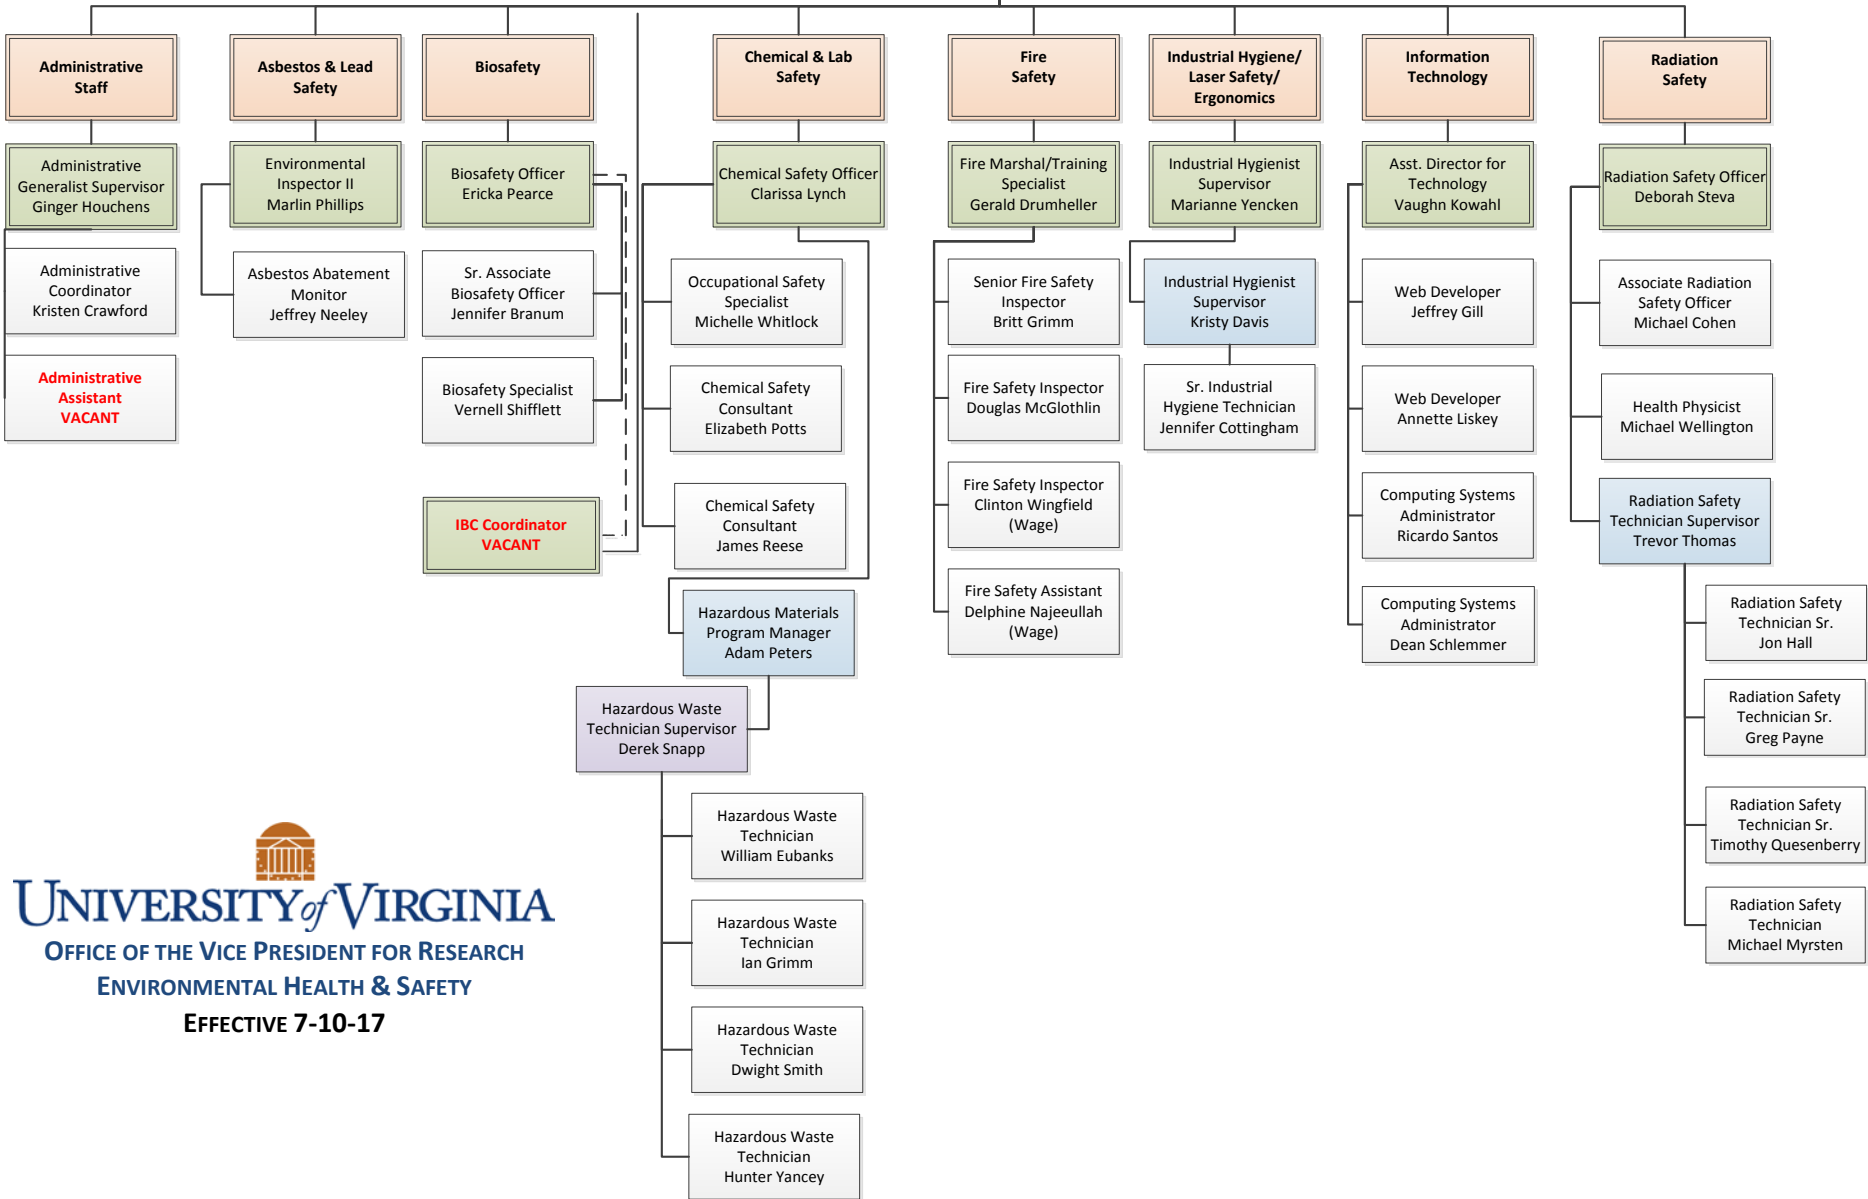 Administrative
Staff
Asbestos & Lead
Safety
Biosafety
Chemical & Lab
Safety
Fire
Safety
Industrial Hygiene/
Laser Safety/
Ergonomics
Information
Technology
Radiation
Safety
Administrative
Generalist Supervisor
Ginger Houchens
Administrative
Coordinator
Kristen Crawford
Administrative
Assistant
VACANT
Environmental
Inspector II
Marlin Phillips
Asbestos Abatement
Monitor
Jeffrey Neeley
Biosafety Officer
Ericka Pearce
Sr. Associate
Biosafety Officer
Jennifer Branum
Biosafety Specialist
Vernell Shifflett
IBC Coordinator
VACANT
Chemical Safety Officer
Clarissa Lynch
Occupational Safety
Specialist
Michelle Whitlock
Chemical Safety
Consultant
Elizabeth Potts
Chemical Safety
Consultant
James Reese
Hazardous Materials
Program Manager
Adam Peters
Hazardous Waste
Technician Supervisor
Derek Snapp
Hazardous Waste
Technician
William Eubanks
Hazardous Waste
Technician
Ian Grimm
Hazardous Waste
Technician
Dwight Smith
Hazardous Waste
Technician
Hunter Yancey
Fire Marshal/Training
Specialist
Gerald Drumheller
Senior Fire Safety
Inspector
Britt Grimm
Fire Safety Inspector
Douglas McGlothlin
Fire Safety Inspector
Clinton Wingfield
(Wage)
Fire Safety Assistant
Delphine Najeeullah
(Wage)
Industrial Hygienist
Supervisor
Marianne Yencken
Industrial Hygienist
Supervisor
Kristy Davis
Sr. Industrial
Hygiene Technician
Jennifer Cottingham
Asst. Director for
Technology
Vaughn Kowahl
Web Developer
Jeffrey Gill
Web Developer
Annette Liskey
Computing Systems
Administrator
Ricardo Santos
Computing Systems
Administrator
Dean Schlemmer
Radiation Safety Officer
Deborah Steva
Associate Radiation
Safety Officer
Michael Cohen
Health Physicist
Michael Wellington
Radiation Safety
Technician Supervisor
Trevor Thomas
Radiation Safety
Technician Sr.
Jon Hall
Radiation Safety
Technician Sr.
Greg Payne
Radiation Safety
Technician Sr.
Timothy Quesenberry
Radiation Safety
Technician
Michael Myrsten
UNIVERSITY of VIRGINIA
OFFICE OF THE VICE PRESIDENT FOR RESEARCH
ENVIRONMENTAL HEALTH & SAFETY
EFFECTIVE 7-10-17